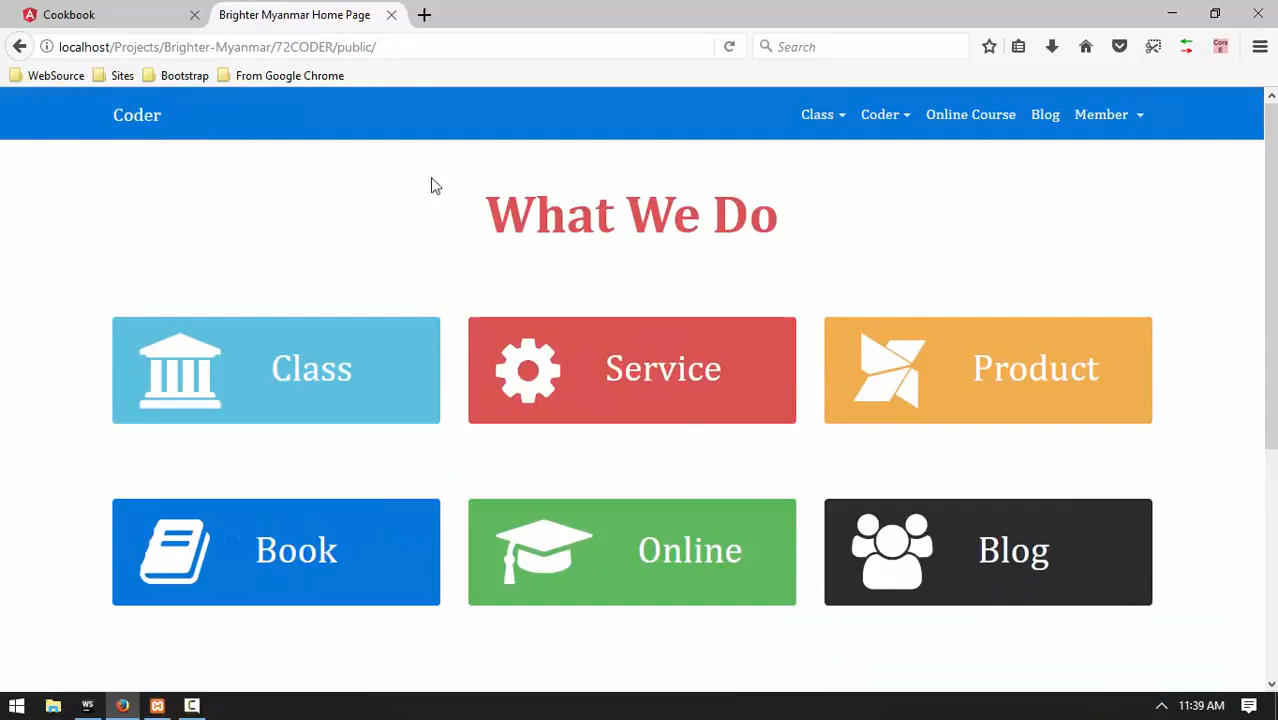 Cookbook
Brighter Myanmar Home Page
localhost/Projects/Brighter-Myanmar/72CODER/public/
Search
WebSource
Sites
Bootstrap
From Google Chrome
Coder
Class
Coder
Online Course
Blog
Member
What We Do
Class
Service
Product
Book
Online
Blog
WS
11:39 AM